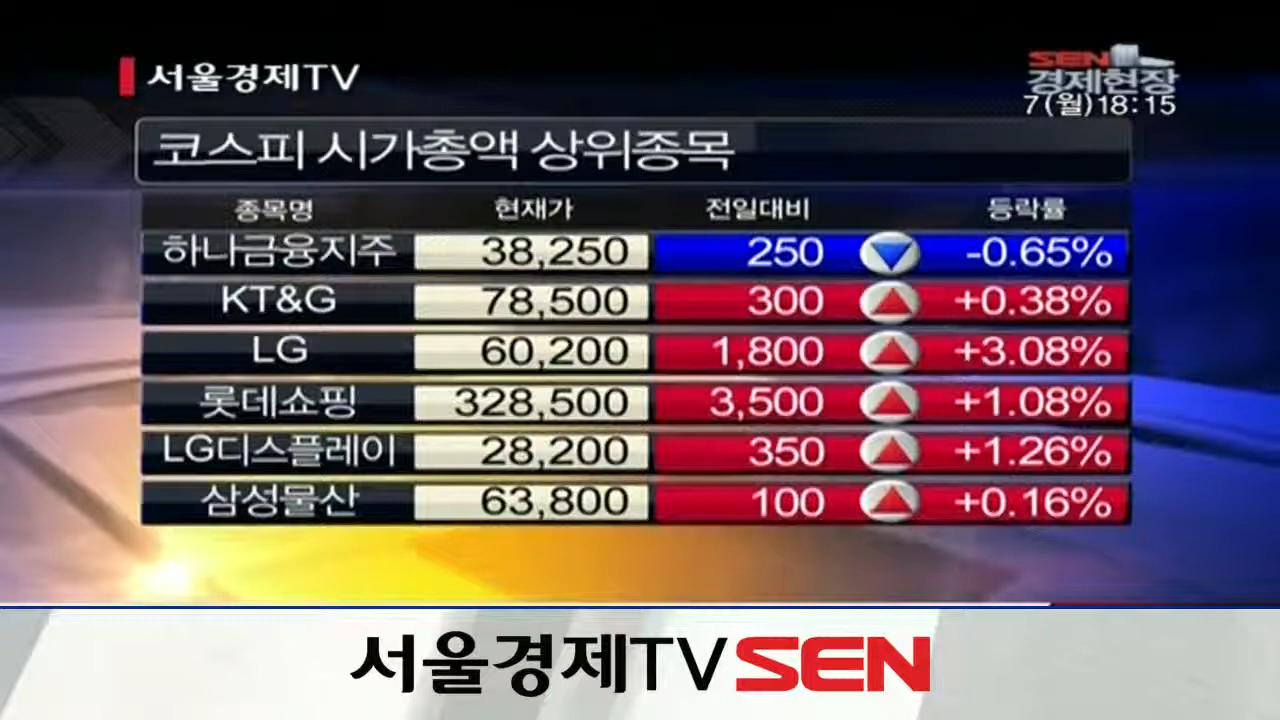 서울경제TV
SEN
경제현장
7(월)18:15
코스피 시가총액 상위종목
종목명 현재가 전일대비 등락률
하나금융지주 38,250 250 ▼ -0.65%
KT&G 78,500 300 ▲ +0.38%
LG 60,200 1,800 ▲ +3.08%
롯데쇼핑 328,500 3,500 ▲ +1.08%
LG디스플레이 28,200 350 ▲ +1.26%
삼성물산 63,800 100 ▲ +0.16%
서울경제TV SEN